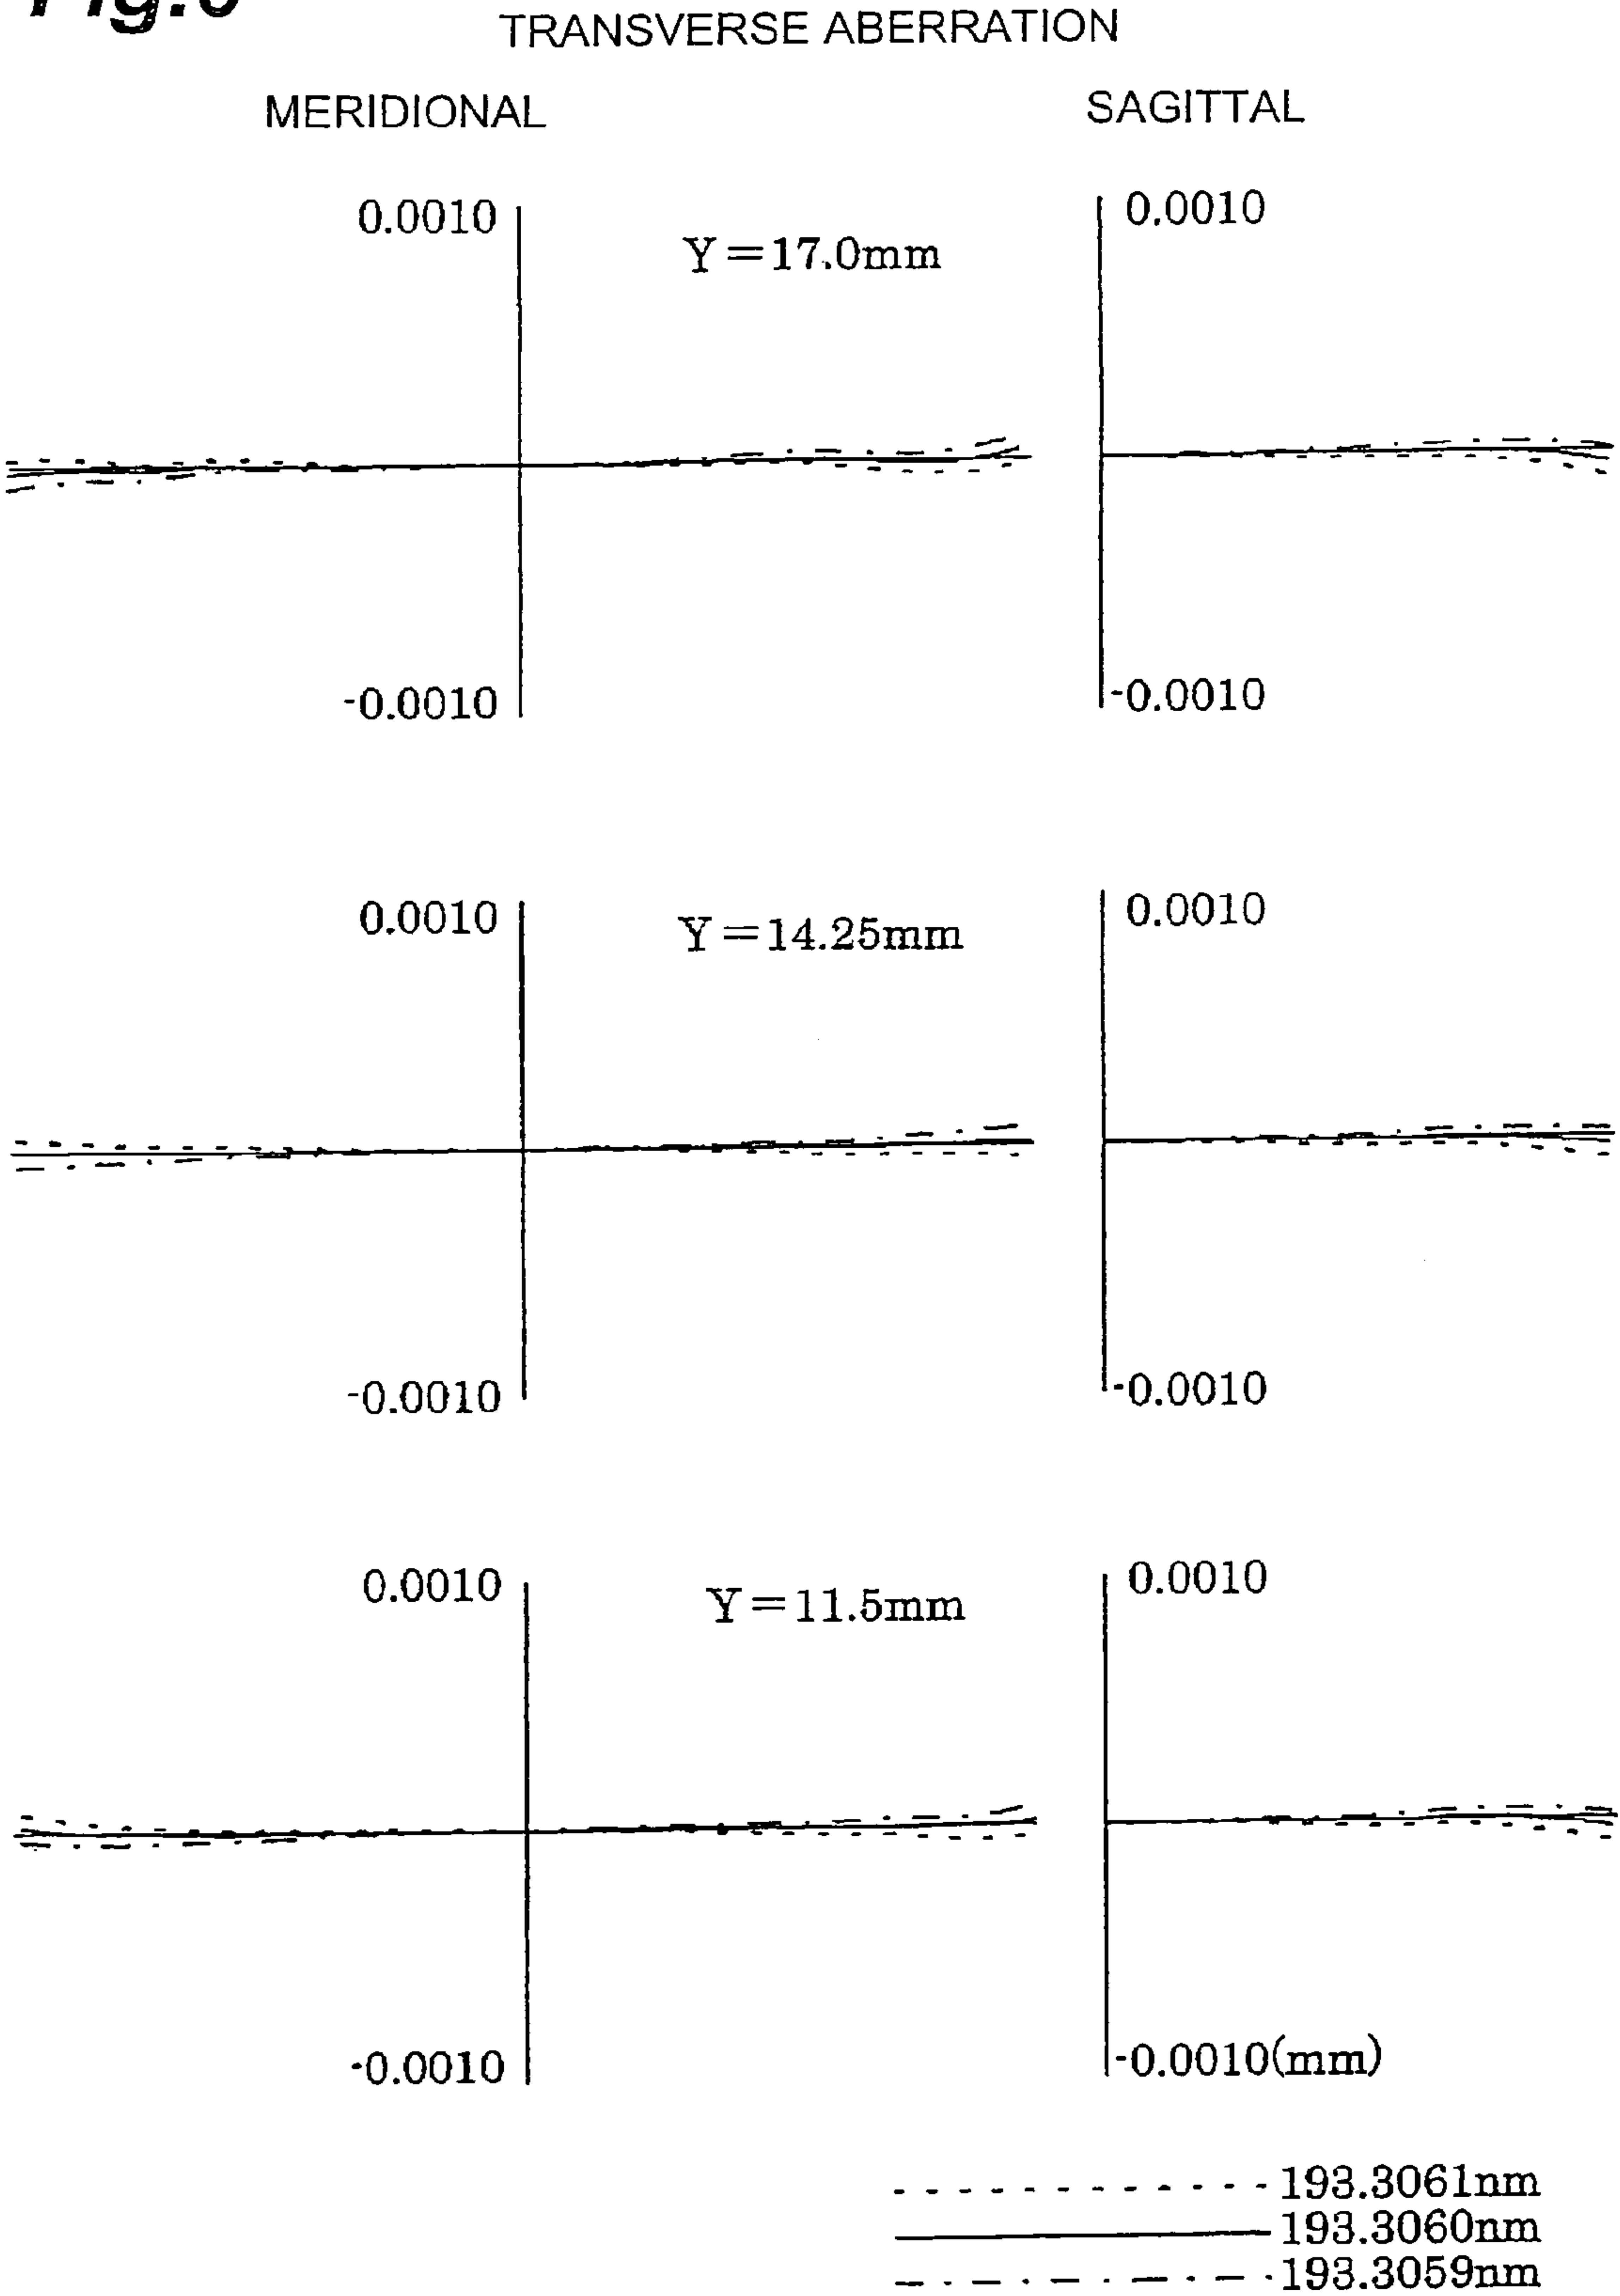 Fig.
TRANSVERSE ABERRATION
MERIDIONAL
SAGITTAL
0.0010
Y=17.0mm
0.0010
-0.0010
-0.0010
0.0010
Y=14.25mm
0.0010
-0.0010
-0.0010
0.0010
Y=11.5mm
0.0010
-0.0010
-0.0010(mm)
193.3061nm
193.3060nm
193.3059nm